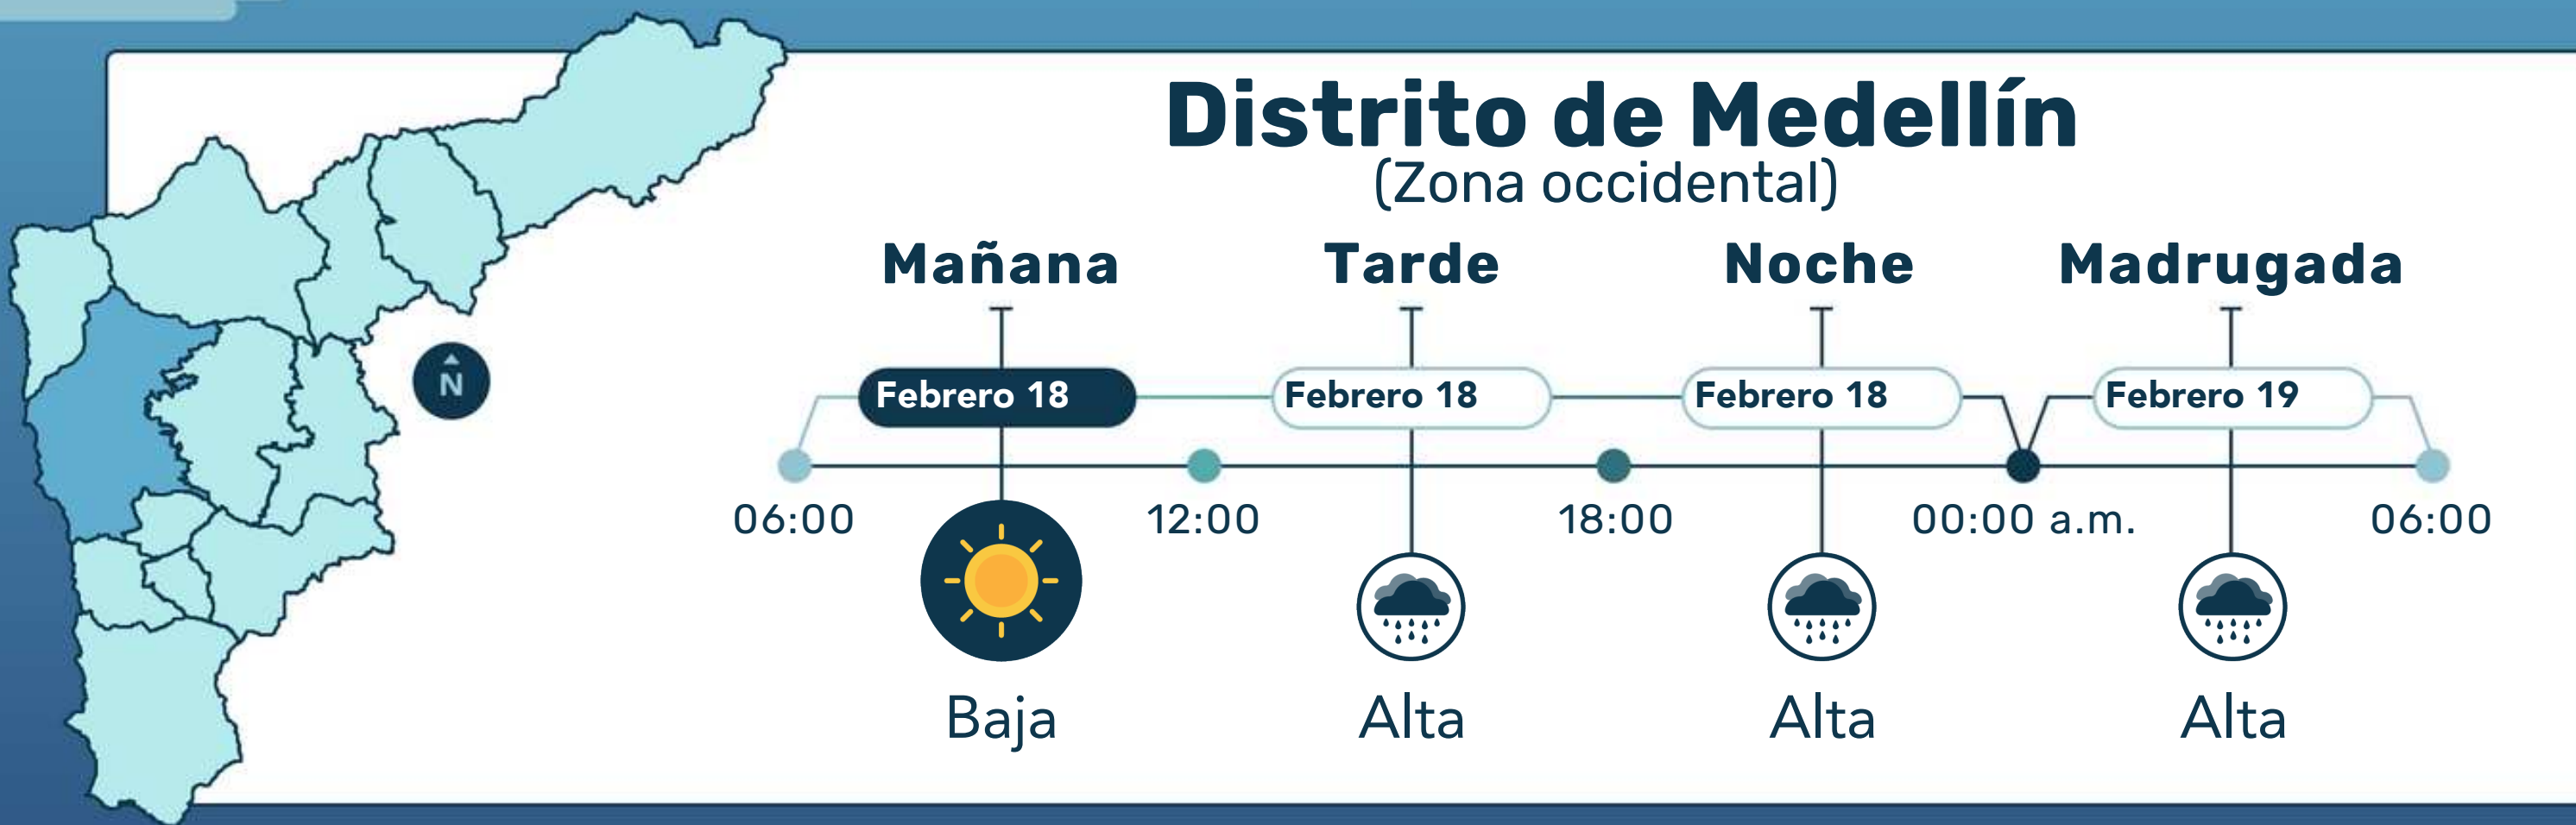 Distrito de Medellín
(Zona occidental)
Mañana Tarde Noche Madrugada
Febrero 18 Febrero 18 Febrero 18 Febrero 19
N
06:00 12:00 18:00 00:00 a.m. 06:00
Baja Alta Alta Alta